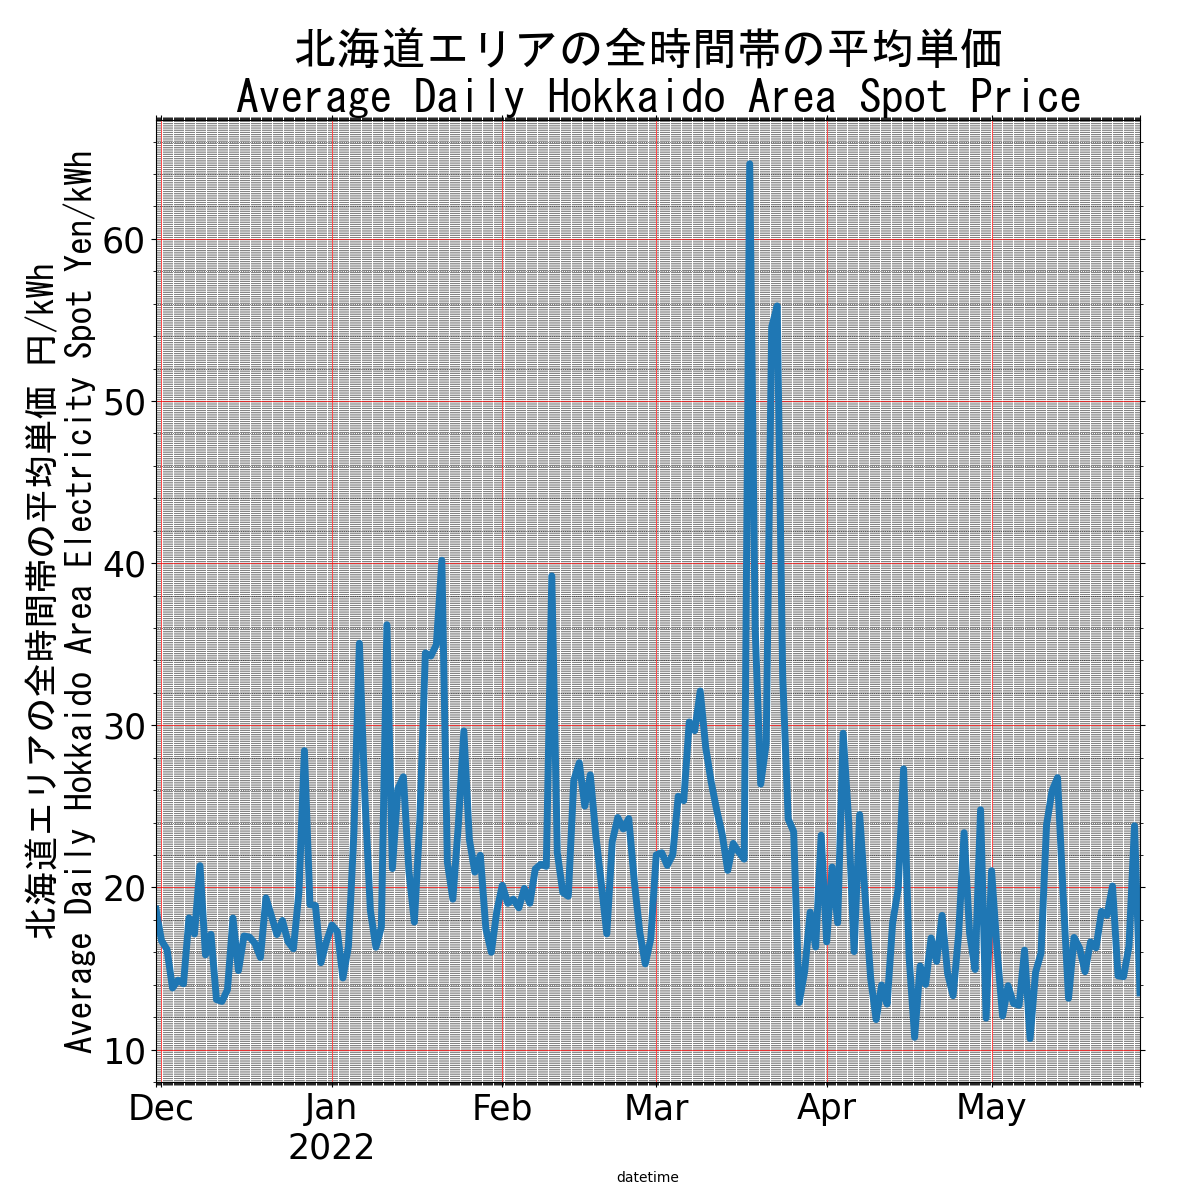 北海道エリアの全時間帯の平均単価
Average Daily Hokkaido Area Spot Price
北海道エリアの全時間帯の平均単価 円/kWh
Average Daily Hokkaido Area Electricity Spot Yen/kWh
60
50
40
30
20
10
Dec
Jan
2022
Feb
Mar
Apr
May
datetime